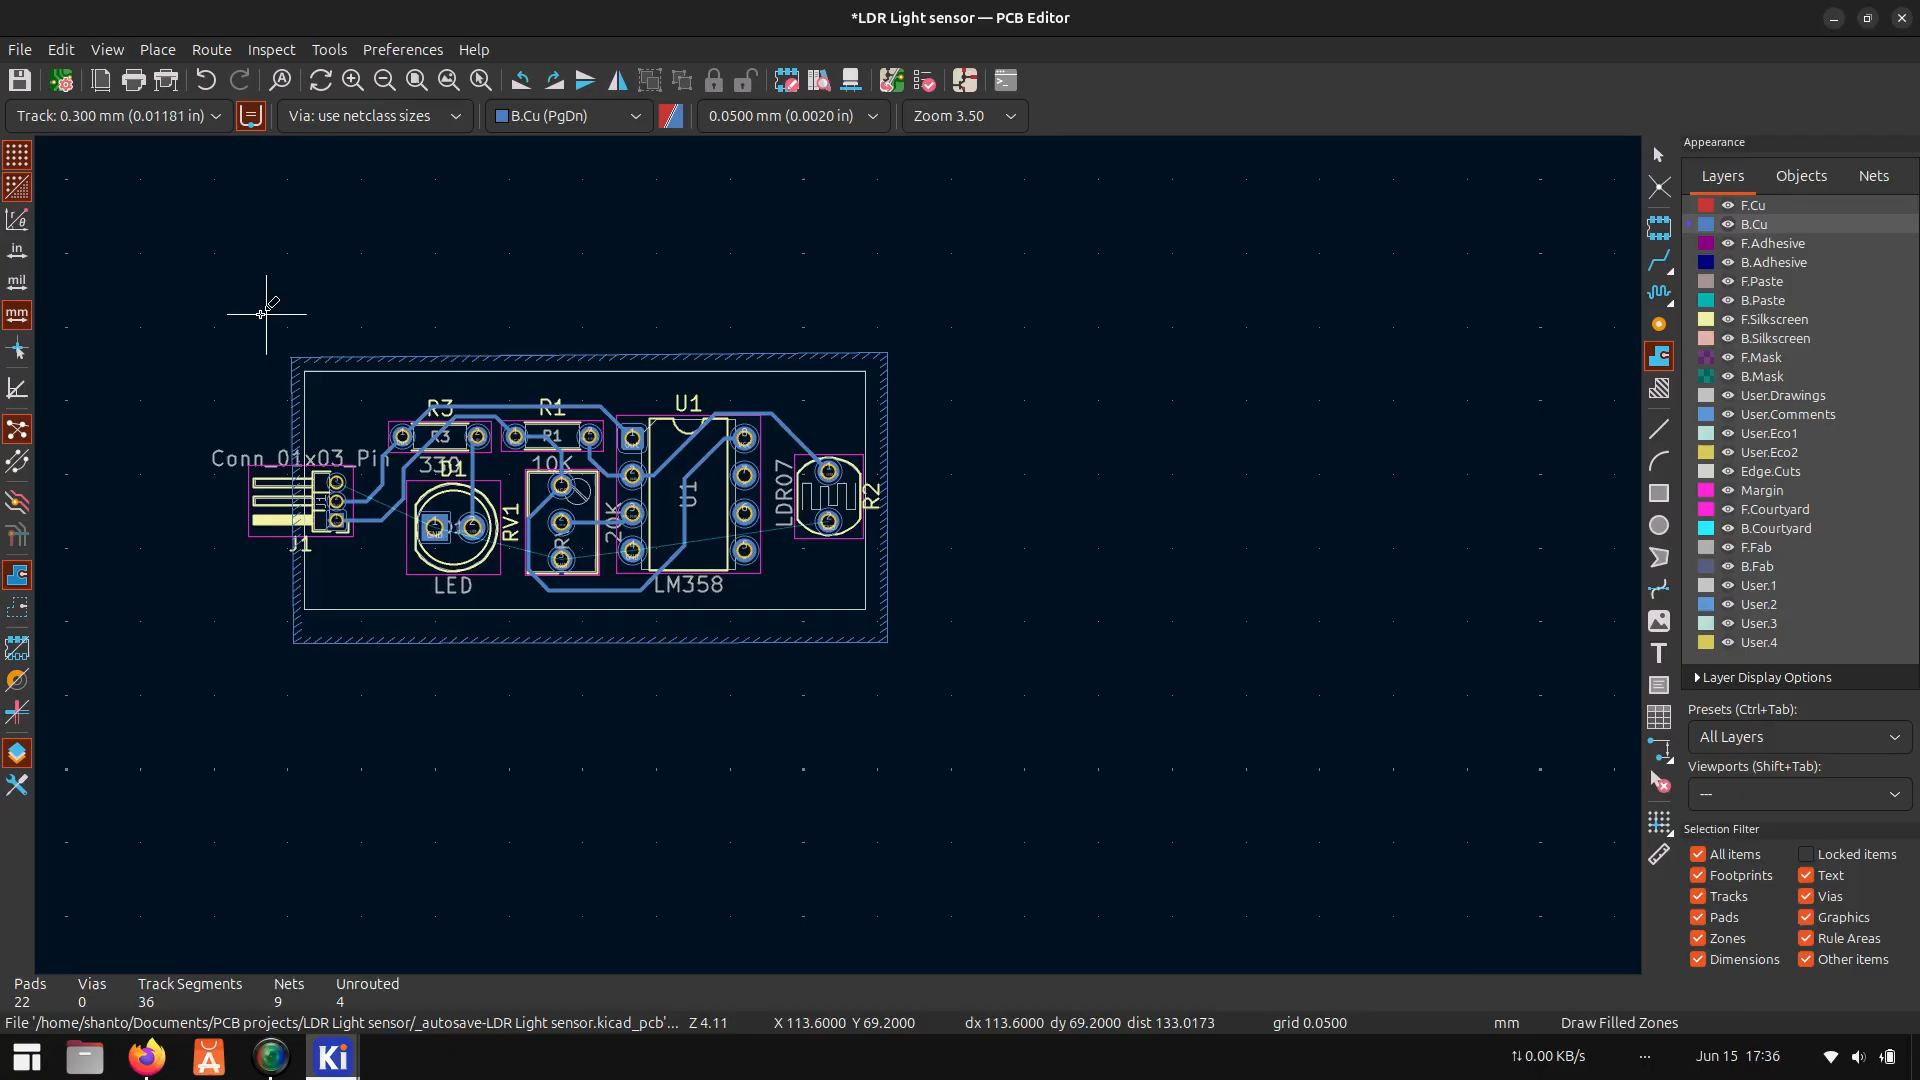 *LDR Light sensor — PCB Editor
File Edit View Place Route Inspect Tools Preferences Help
Track: 0.300 mm (0.01181 in) Via: use netclass sizes B.Cu (PgDn) 0.0500 mm (0.0020 in) Zoom 3.50
in
mil
mm
Appearance
Layers Objects Nets
F.Cu
B.Cu
F.Adhesive
B.Adhesive
F.Paste
B.Paste
F.Silkscreen
B.Silkscreen
F.Mask
B.Mask
User.Drawings
User.Comments
User.Eco1
User.Eco2
Edge.Cuts
Margin
F.Courtyard
B.Courtyard
F.Fab
B.Fab
User.1
User.2
User.3
User.4
Layer Display Options
Presets (Ctrl+Tab):
All Layers
Viewports (Shift+Tab):
---
Selection Filter
All items Locked items
Footprints Text
Tracks Vias
Pads Graphics
Zones Rule Areas
Dimensions Other items
R3 R1 U1
R3 R1
Conn_01x03_Pin 330 10K
D1
LDR07
R2
U1
RV1
20K
J1
LED LM358
Pads Vias Track Segments Nets Unrouted
22 0 36 9 4
File '/home/shanto/Documents/PCB projects/LDR Light sensor/_autosave-LDR Light sensor.kicad_pcb'... Z 4.11 X 113.6000 Y 69.2000 dx 113.6000 dy 69.2000 dist 133.0173 grid 0.0500 mm Draw Filled Zones
Ki
0.00 KB/s ... Jun 15 17:36